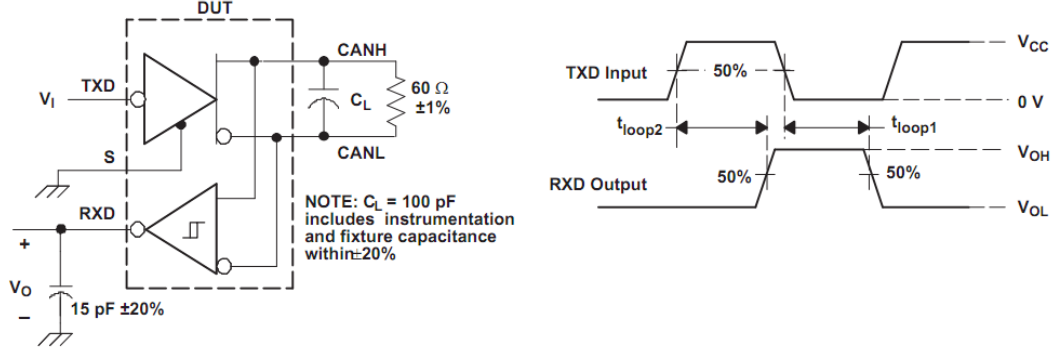 DUT
CANH
TXD
VI
CL
60 Ω
±1%
CANL
S
RXD
NOTE: CL = 100 pF
includes instrumentation
and fixture capacitance
within±20%
+
VO
–
15 pF ±20%
VCC
TXD Input
50%
0 V
tloop2
tloop1
VOH
50%
50%
RXD Output
VOL